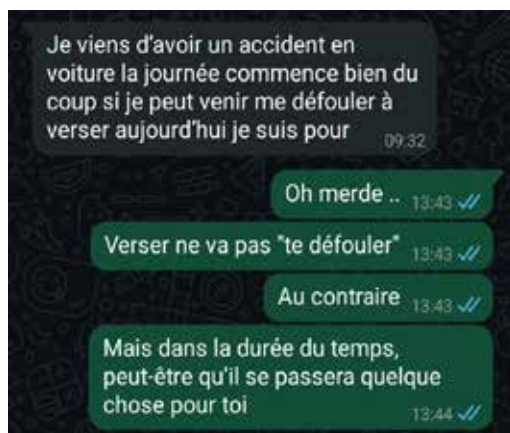 Je viens d'avoir un accident en
voiture la journée commence bien du
coup si je peut venir me défouler à
verser aujourd'hui je suis pour
09:32
Oh merde .. 13:43
Verser ne va pas "te défouler" 13:43
Au contraire 13:43
Mais dans la durée du temps,
peut-être qu'il se passera quelque
chose pour toi
13:44